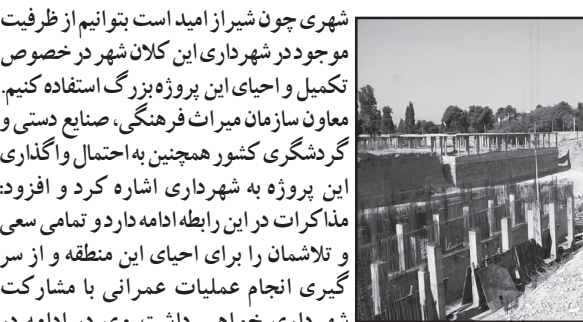 شهری چون شیراز امید است بتوانیم از ظرفیت
موجود در شهرداری این کلان شهر در خصوص
تکمیل و احیای این پروژه بزرگ استفاده کنیم.
معاون سازمان میراث فرهنگی، صنایع دستی و
گردشگری کشور همچنین به احتمال واگذاری
این پروژه به شهرداری اشاره کرد و افزود:
مذاکرات در این رابطه ادامه دارد و تمامی سعی
و تلاشمان را برای احیای این منطقه و از سر
گیری انجام عملیات عمرانی با مشارکت